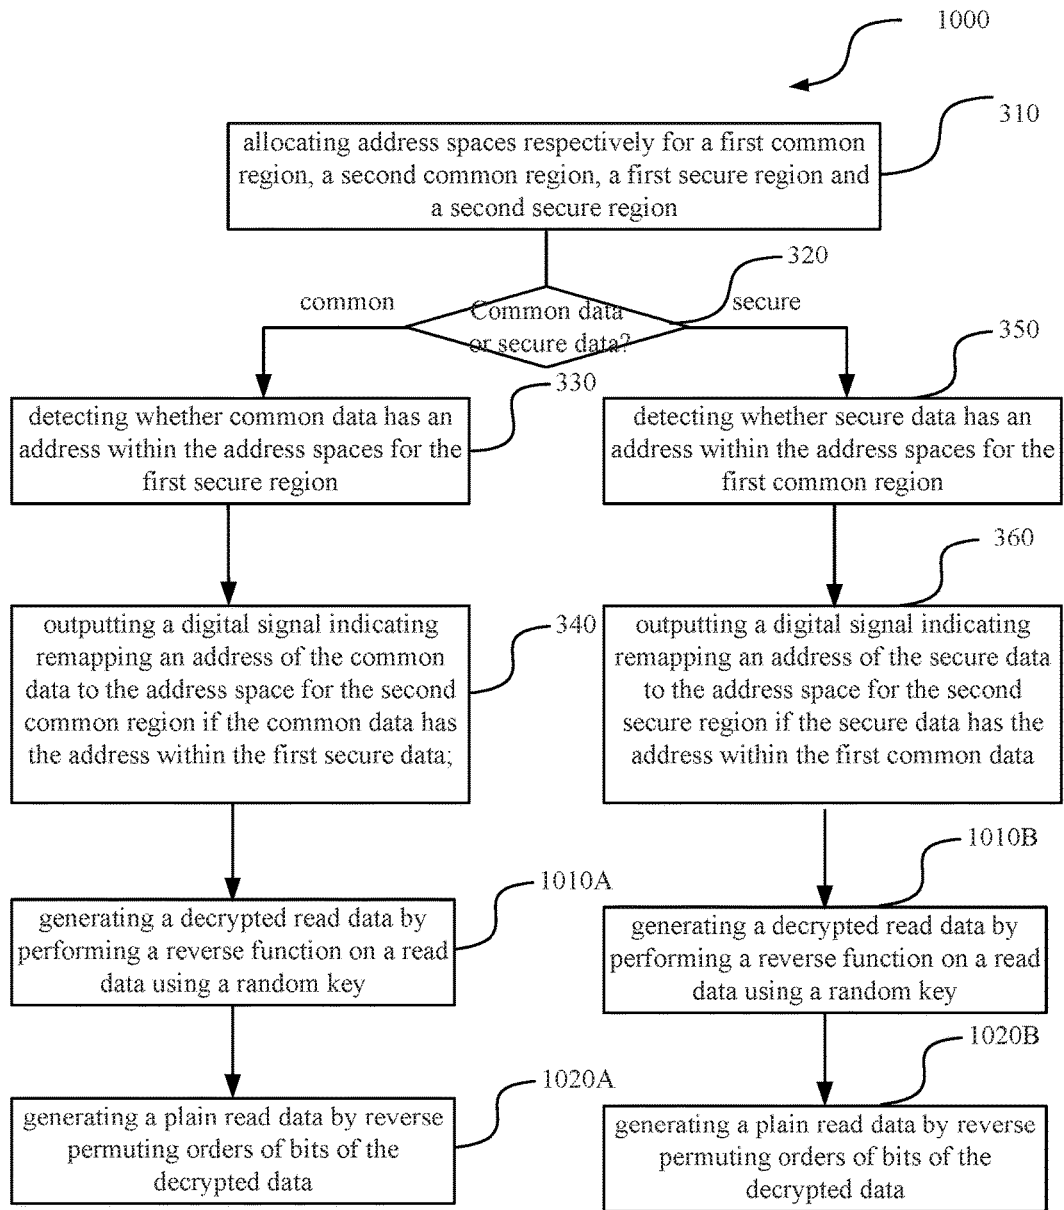 1000
310
allocating address spaces respectively for a first common
region, a second common region, a first secure region and
a second secure region
320
common
Common data
or secure data?
secure
330
detecting whether common data has an
address within the address spaces for the
first secure region
350
detecting whether secure data has an
address within the address spaces for the
first common region
340
outputting a digital signal indicating
remapping an address of the common
data to the address space for the second
common region if the common data has
the address within the first secure data;
360
outputting a digital signal indicating
remapping an address of the secure data
to the address space for the second
secure region if the secure data has the
address within the first common data
1010A
generating a decrypted read data by
performing a reverse function on a read
data using a random key
1010B
generating a decrypted read data by
performing a reverse function on a read
data using a random key
1020A
generating a plain read data by reverse
permuting orders of bits of the
decrypted data
1020B
generating a plain read data by reverse
permuting orders of bits of the
decrypted data